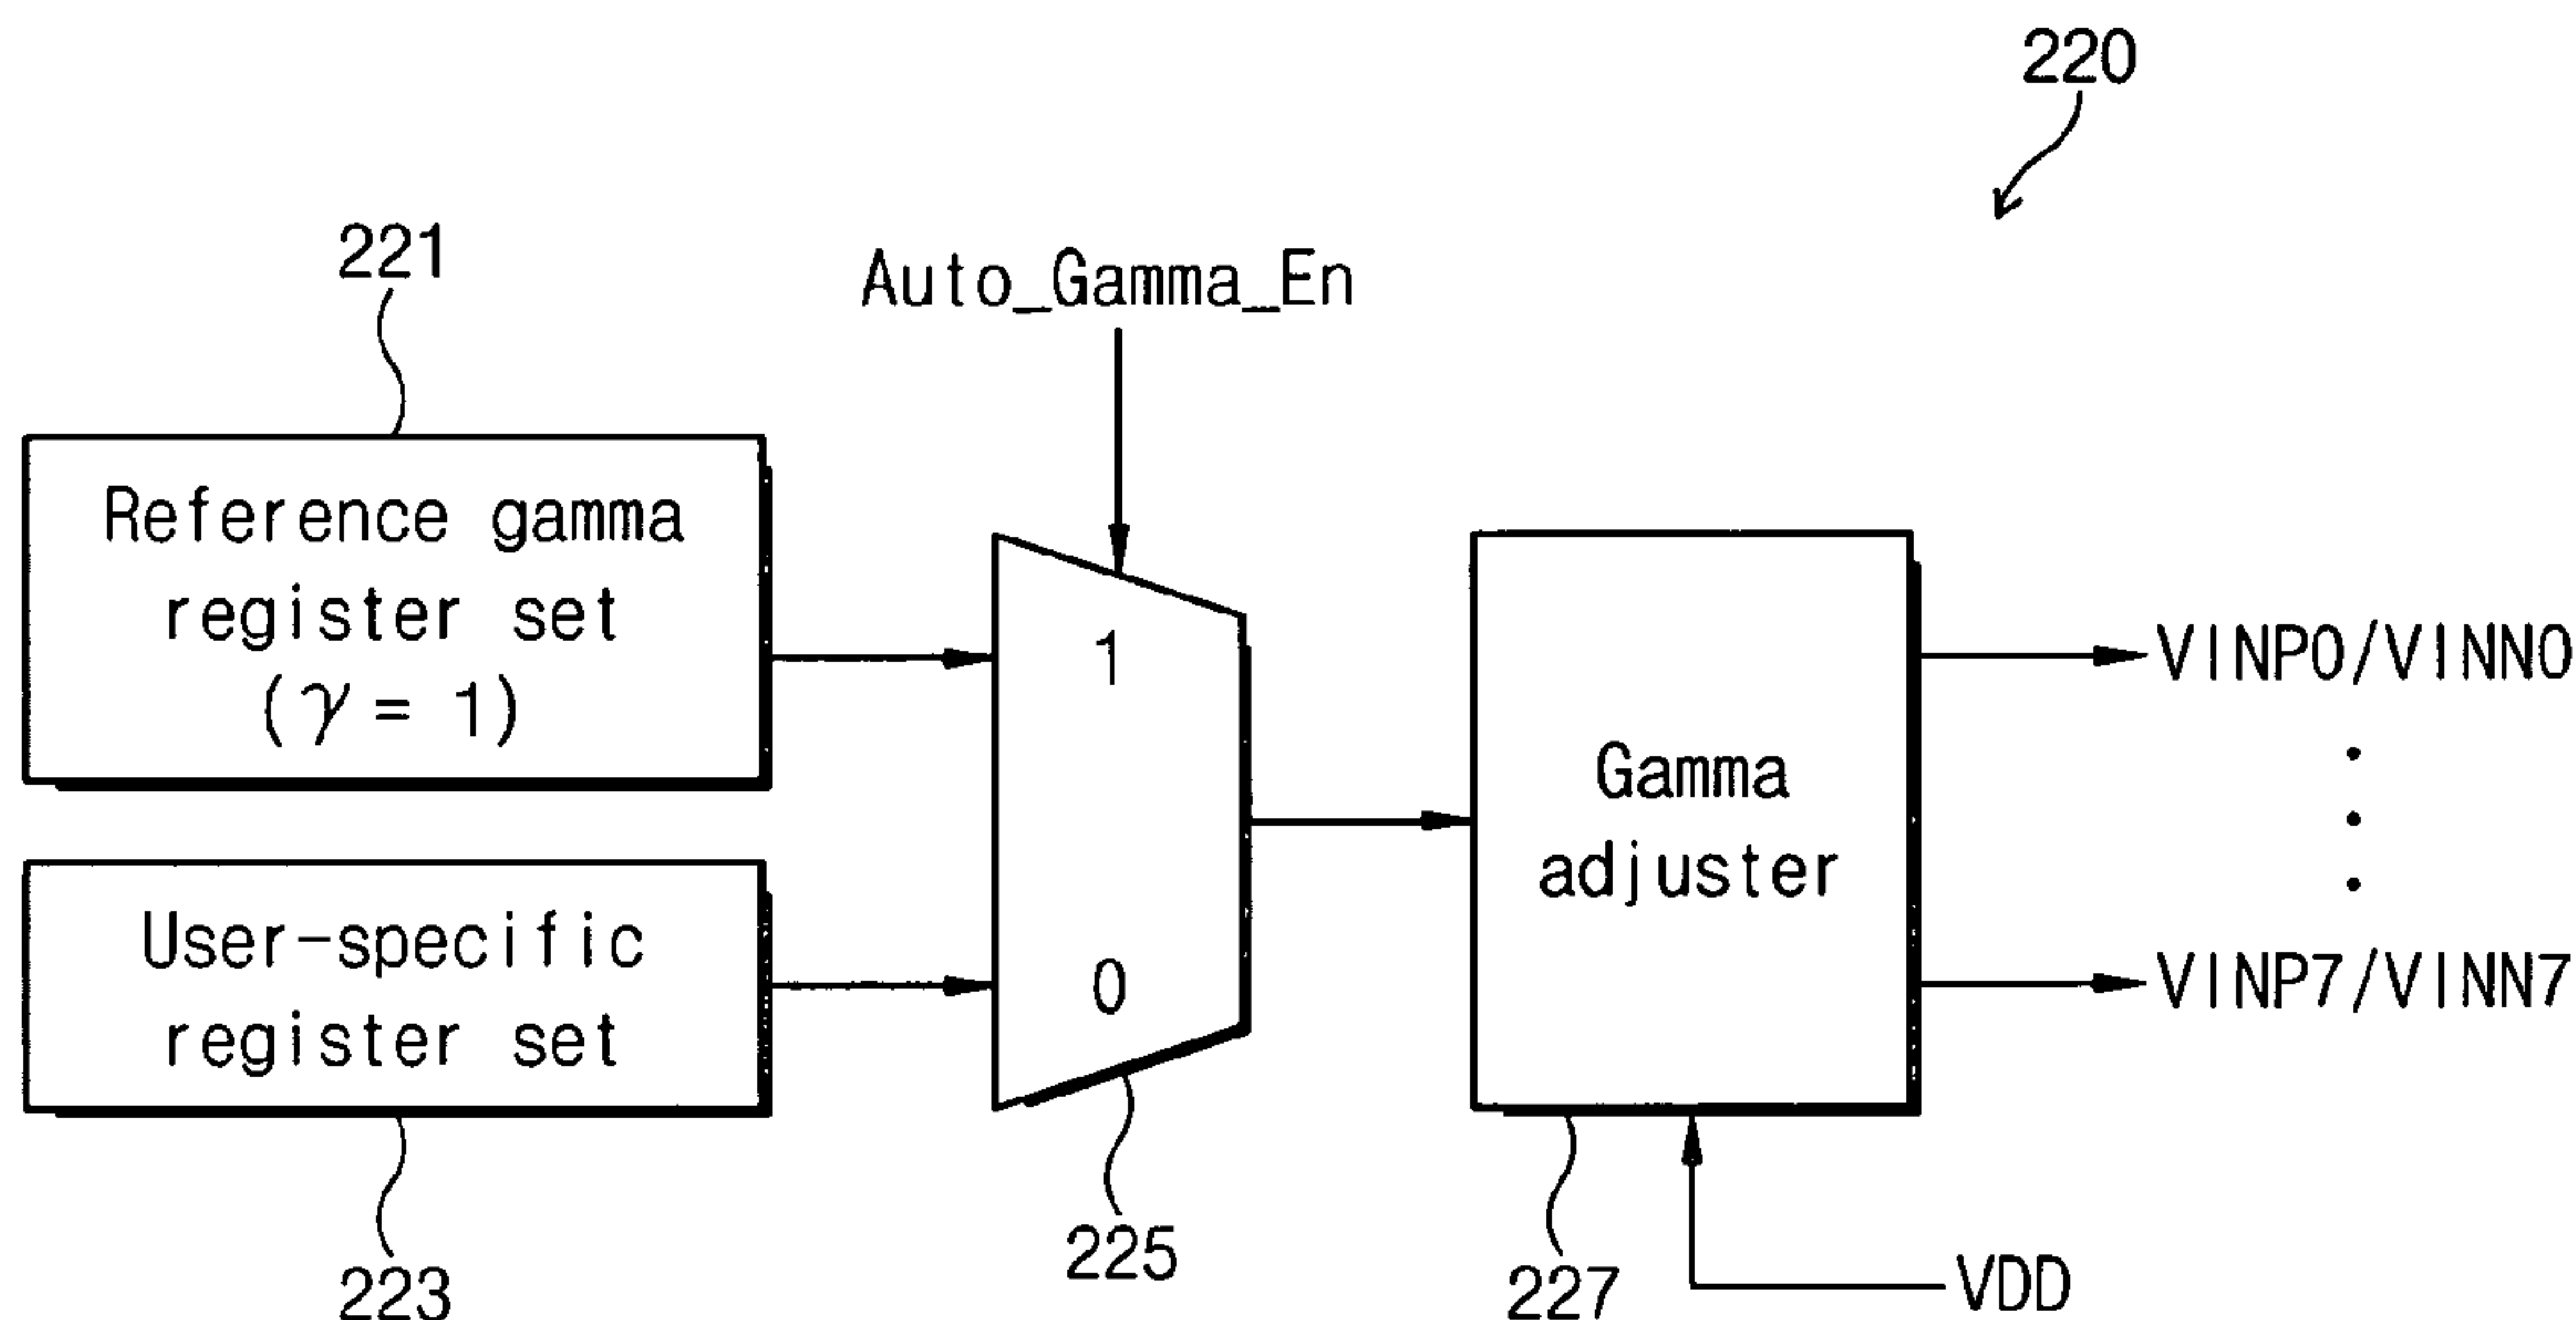 220
221
Auto_Gamma_En
Reference gamma
register set
(γ = 1)
1
Gamma
adjuster
VINP0/VINN0
User-specific
register set
0
VINP7/VINN7
225
223
227
VDD